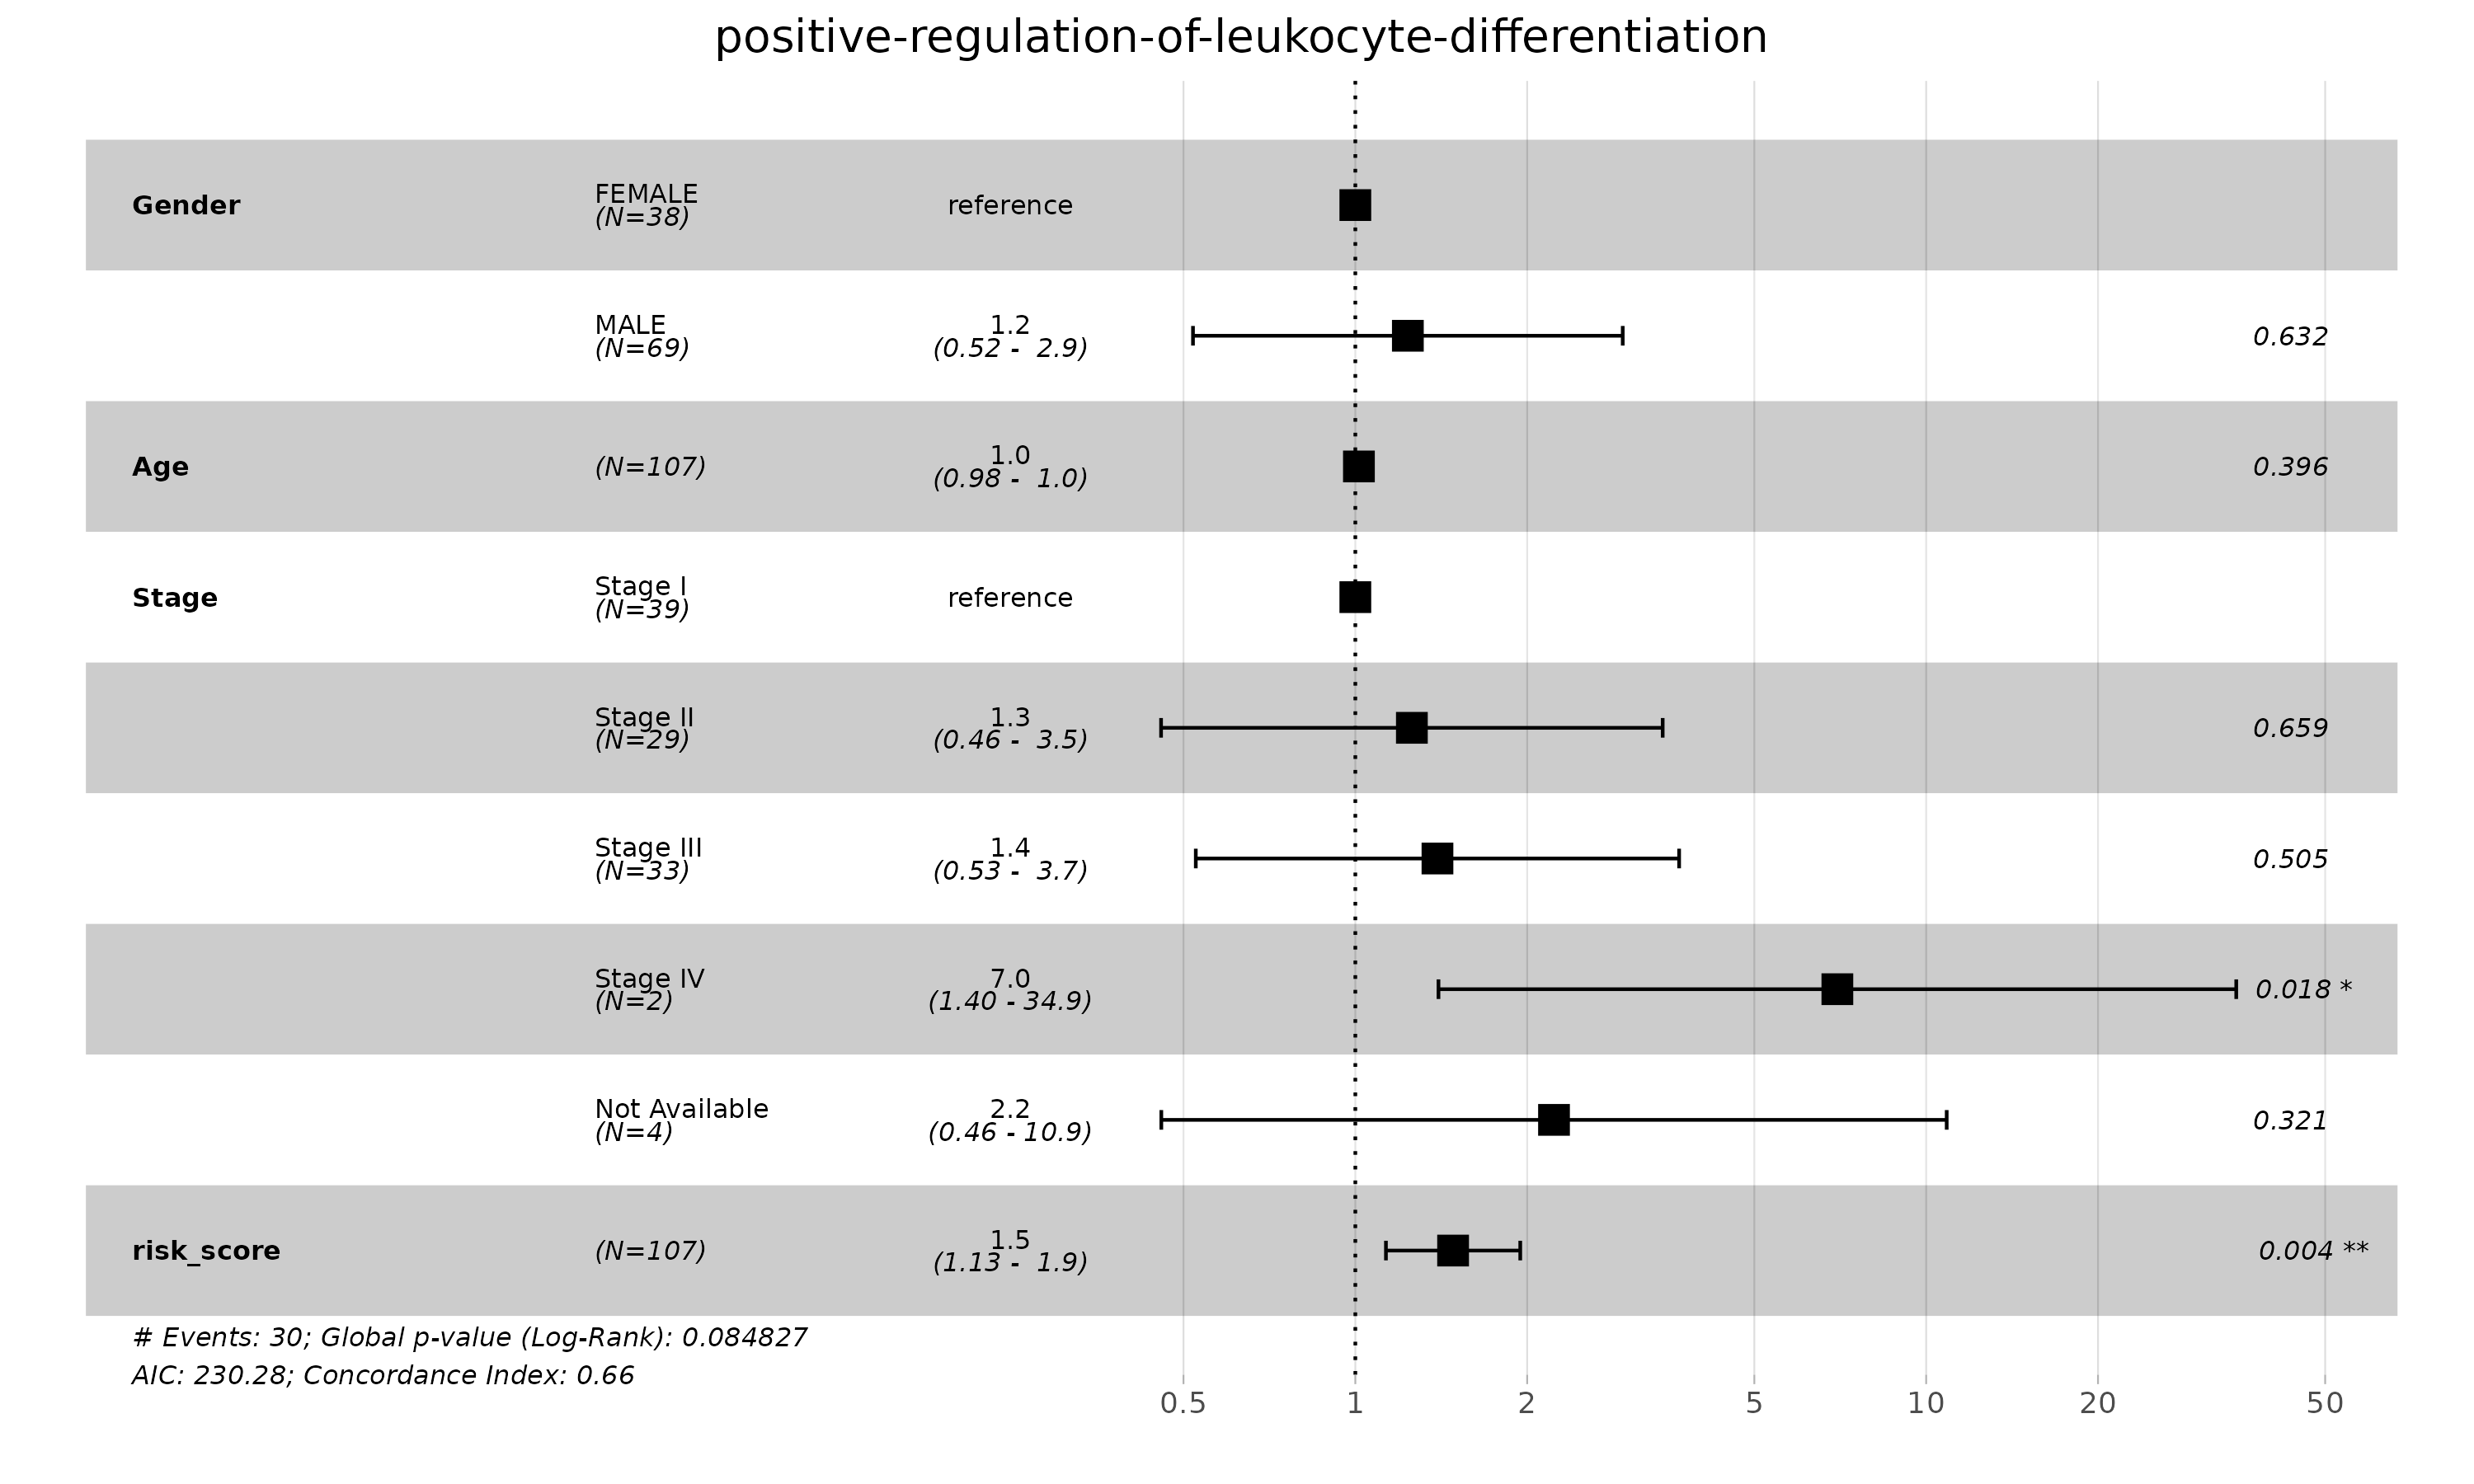 positive-regulation-of-leukocyte-differentiation
Gender
FEMALE
(N=38)
reference
MALE
(N=69)
1.2
(0.52 - 2.9)
0.632
Age
(N=107)
1.0
(0.98 - 1.0)
0.396
Stage
Stage I
(N=39)
reference
Stage II
(N=29)
1.3
(0.46 - 3.5)
0.659
Stage III
(N=33)
1.4
(0.53 - 3.7)
0.505
Stage IV
(N=2)
7.0
(1.40 - 34.9)
0.018 *
Not Available
(N=4)
2.2
(0.46 - 10.9)
0.321
risk_score
(N=107)
1.5
(1.13 - 1.9)
0.004 **
# Events: 30; Global p-value (Log-Rank): 0.084827
AIC: 230.28; Concordance Index: 0.66
0.5 1 2 5 10 20 50